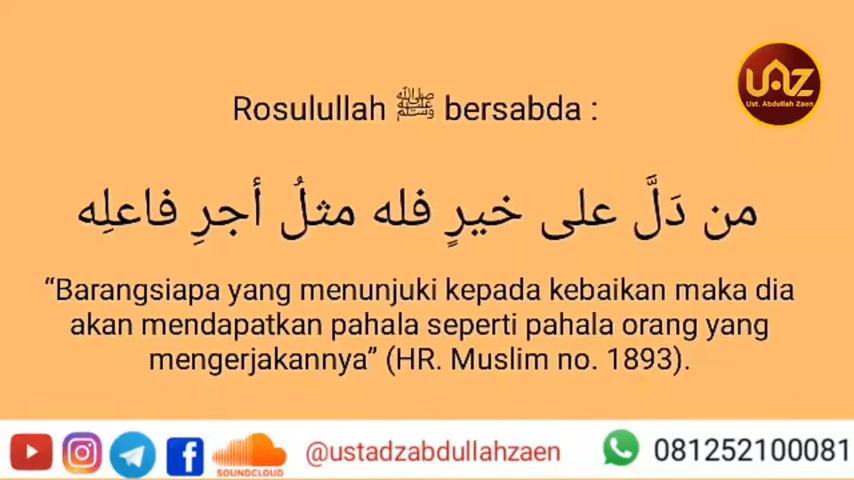 UAZ
Ust. Abdullah Zaen
Rosulullah ﷺ bersabda :
من دَلَّ على خيرٍ فله مثلُ أجرِ فاعلِه
“Barangsiapa yang menunjuki kepada kebaikan maka dia
akan mendapatkan pahala seperti pahala orang yang
mengerjakannya” (HR. Muslim no. 1893).
SOUNDCLOUD
@ustadzabdullahzaen
081252100081